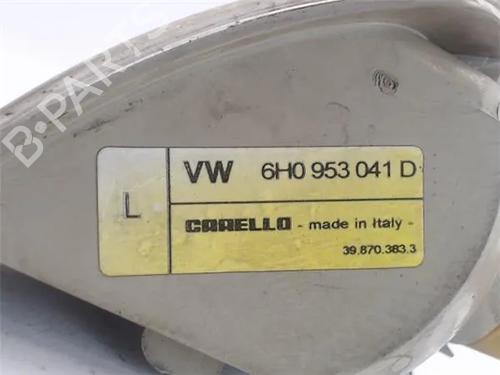 B-PARTS
VW 6H0 953 041 D
L
CARELLO - made in Italy -
39.870.383.3